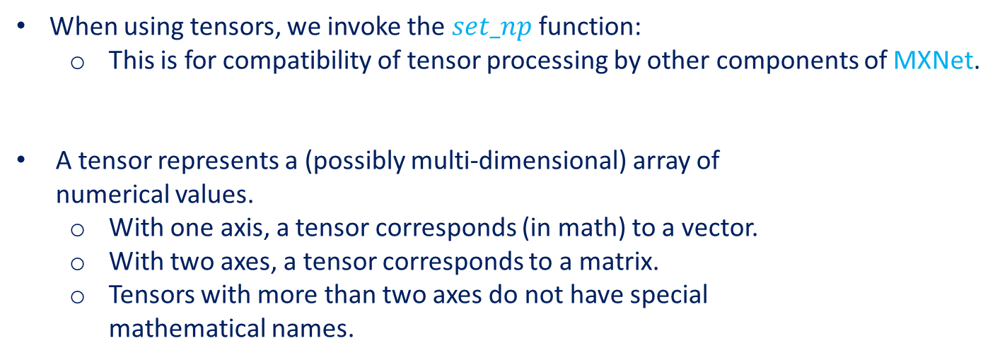 • When using tensors, we invoke the set_np function:
o This is for compatibility of tensor processing by other components of MXNet.
• A tensor represents a (possibly multi-dimensional) array of
numerical values.
o With one axis, a tensor corresponds (in math) to a vector.
o With two axes, a tensor corresponds to a matrix.
o Tensors with more than two axes do not have special
mathematical names.